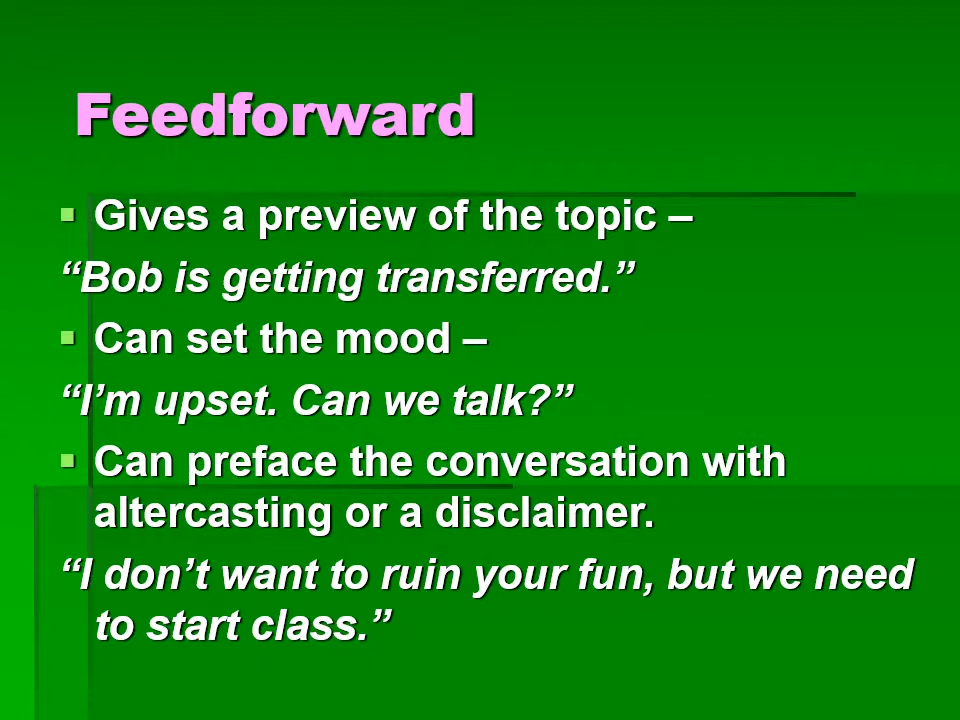 Feedforward
▪ Gives a preview of the topic –
“Bob is getting transferred.”
▪ Can set the mood –
“I’m upset. Can we talk?”
▪ Can preface the conversation with
altercasting or a disclaimer.
“I don’t want to ruin your fun, but we need
to start class.”